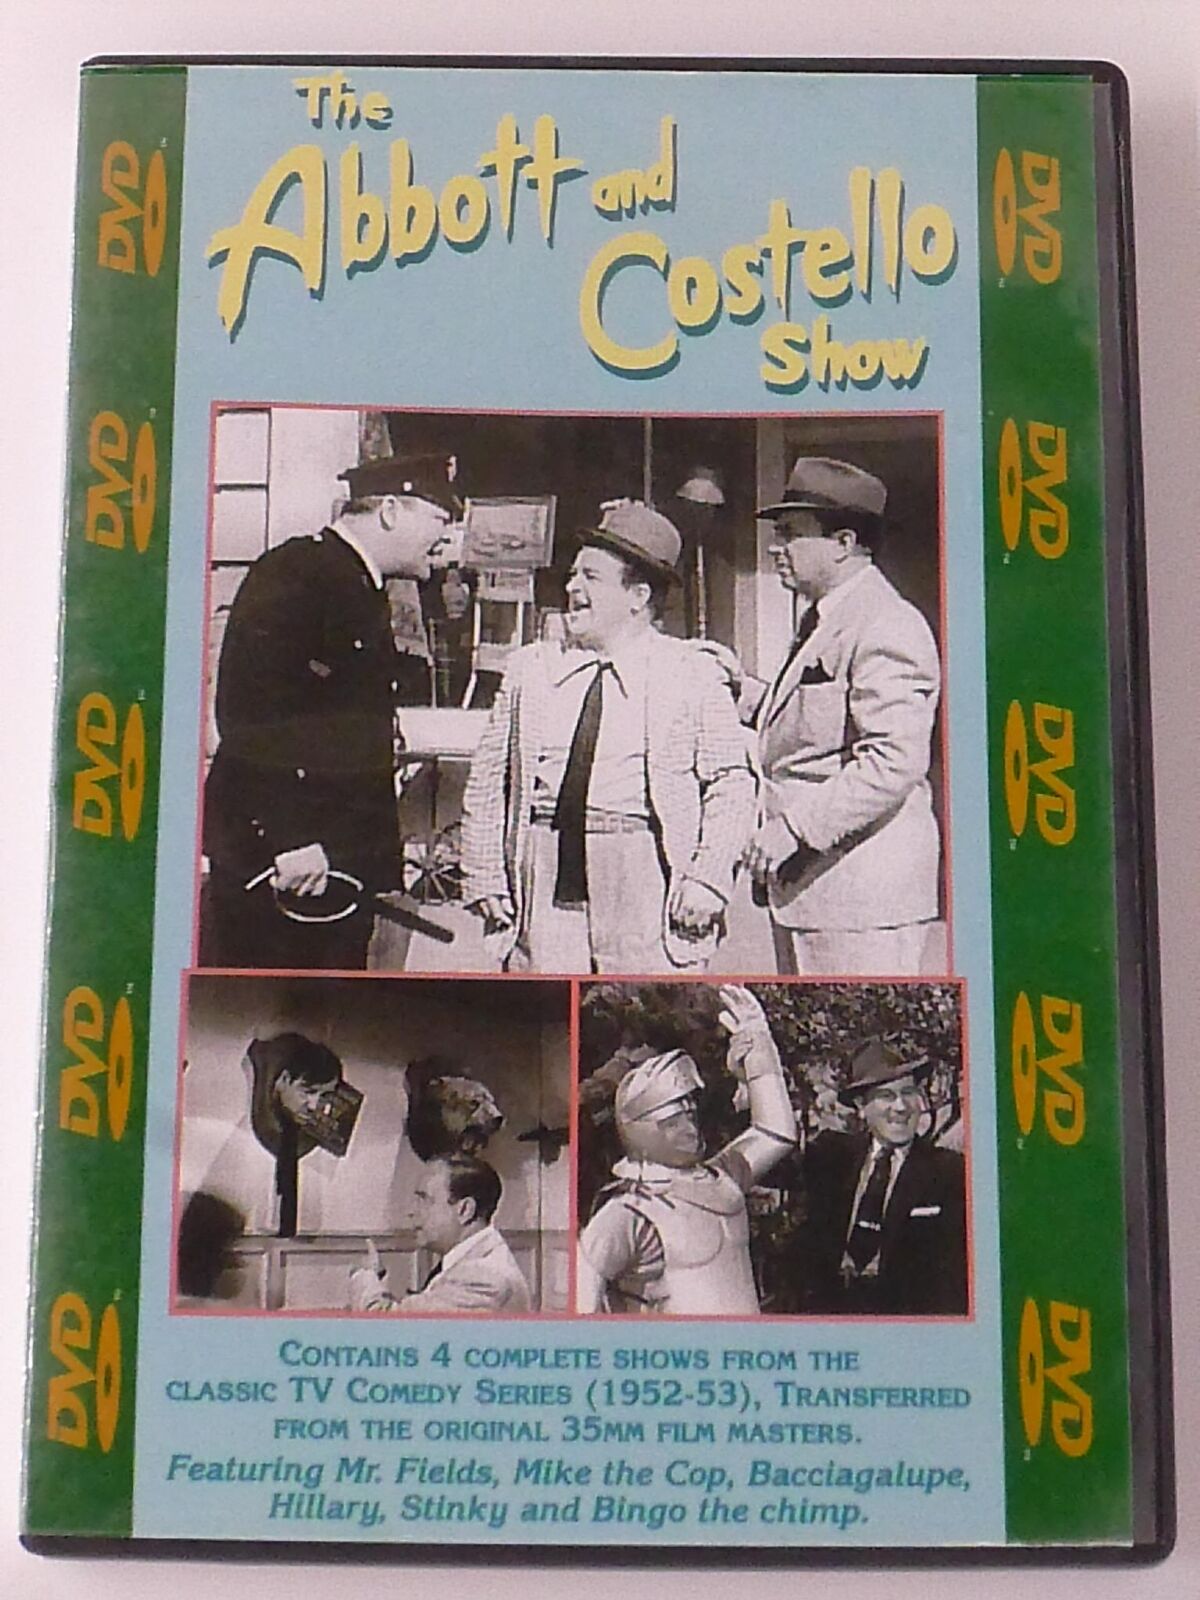 The
Abbott and
Costello
Show
DVD
DVD
DVD
DVD
DVD
DVD
DVD
DVD
DVD
DVD
CONTAINS 4 COMPLETE SHOWS FROM THE
CLASSIC TV COMEDY SERIES (1952-53), TRANSFERRED
FROM THE ORIGINAL 35MM FILM MASTERS.
Featuring Mr. Fields, Mike the Cop, Bacciagalupe,
Hillary, Stinky and Bingo the chimp.